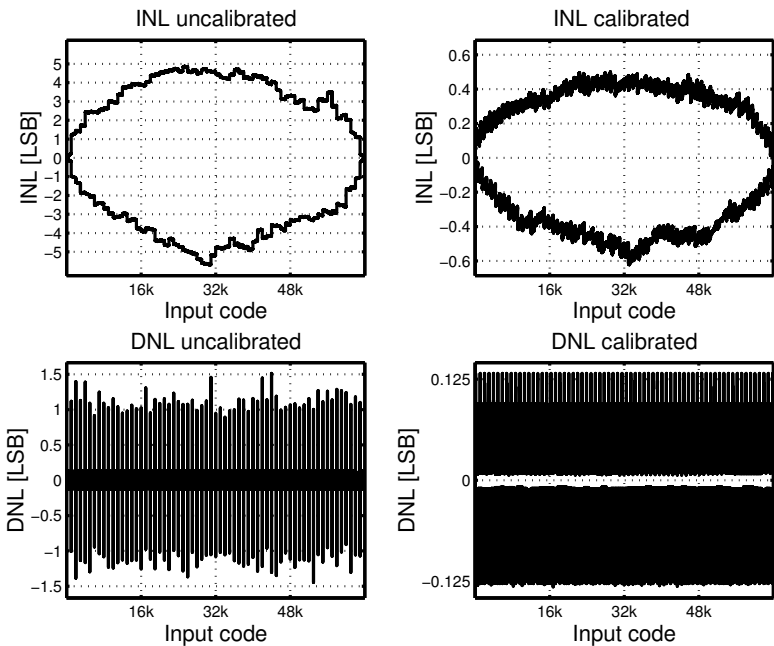 INL uncalibrated
INL [LSB]
5
4
3
2
1
0
−1
−2
−3
−4
−5
16k 32k 48k
Input code
INL calibrated
INL [LSB]
0.6
0.4
0.2
0
−0.2
−0.4
−0.6
16k 32k 48k
Input code
DNL uncalibrated
DNL [LSB]
1.5
1
0.5
0
−0.5
−1
−1.5
16k 32k 48k
Input code
DNL calibrated
DNL [LSB]
0.125
0
−0.125
16k 32k 48k
Input code